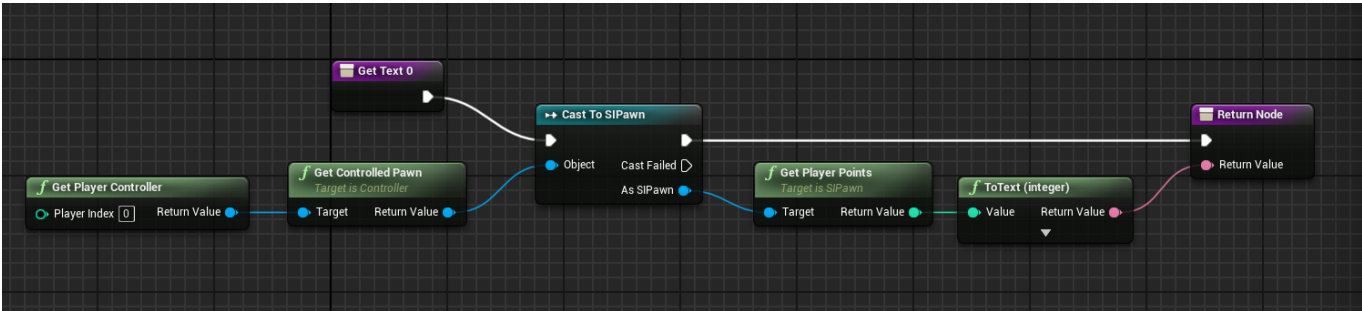 Get Text 0
Cast To SIPawn
Object
Cast Failed
As SIPawn
Return Node
Return Value
Get Player Controller
Player Index 0
Return Value
f Get Controlled Pawn
Target is Controller
Target
Return Value
f Get Player Points
Target is SIPawn
Target
Return Value
f ToText (integer)
Value
Return Value